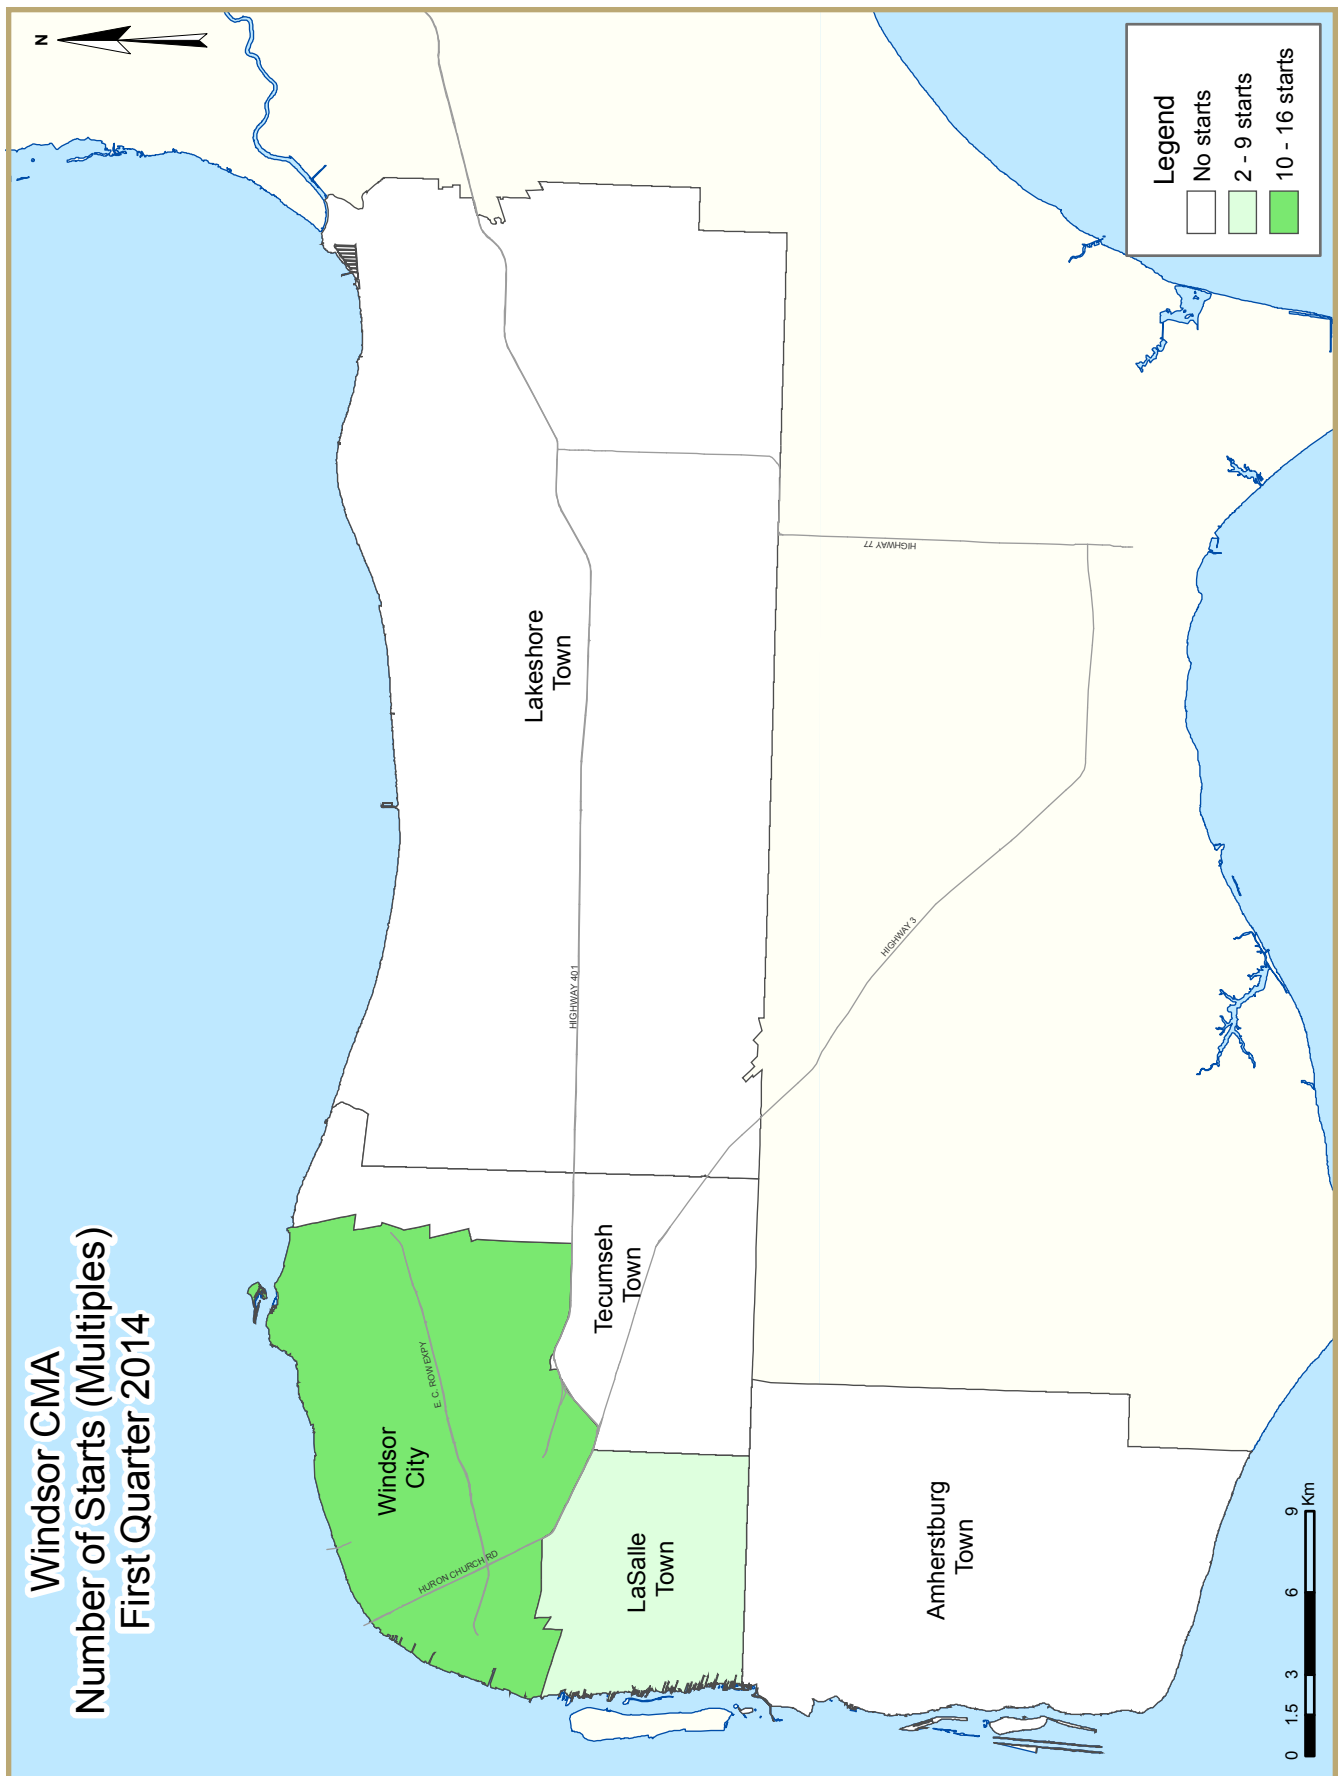 Windsor CMA
Number of Starts (Multiples)
First Quarter 2014
N
Legend
No starts
2 - 9 starts
10 - 16 starts
Windsor
City
E. C. ROW EXPY
HURON CHURCH RD
LaSalle
Town
Tecumseh
Town
Amherstburg
Town
Lakeshore
Town
HIGHWAY 401
HIGHWAY 3
HIGHWAY 77
0 1.5 3 6 9
Km